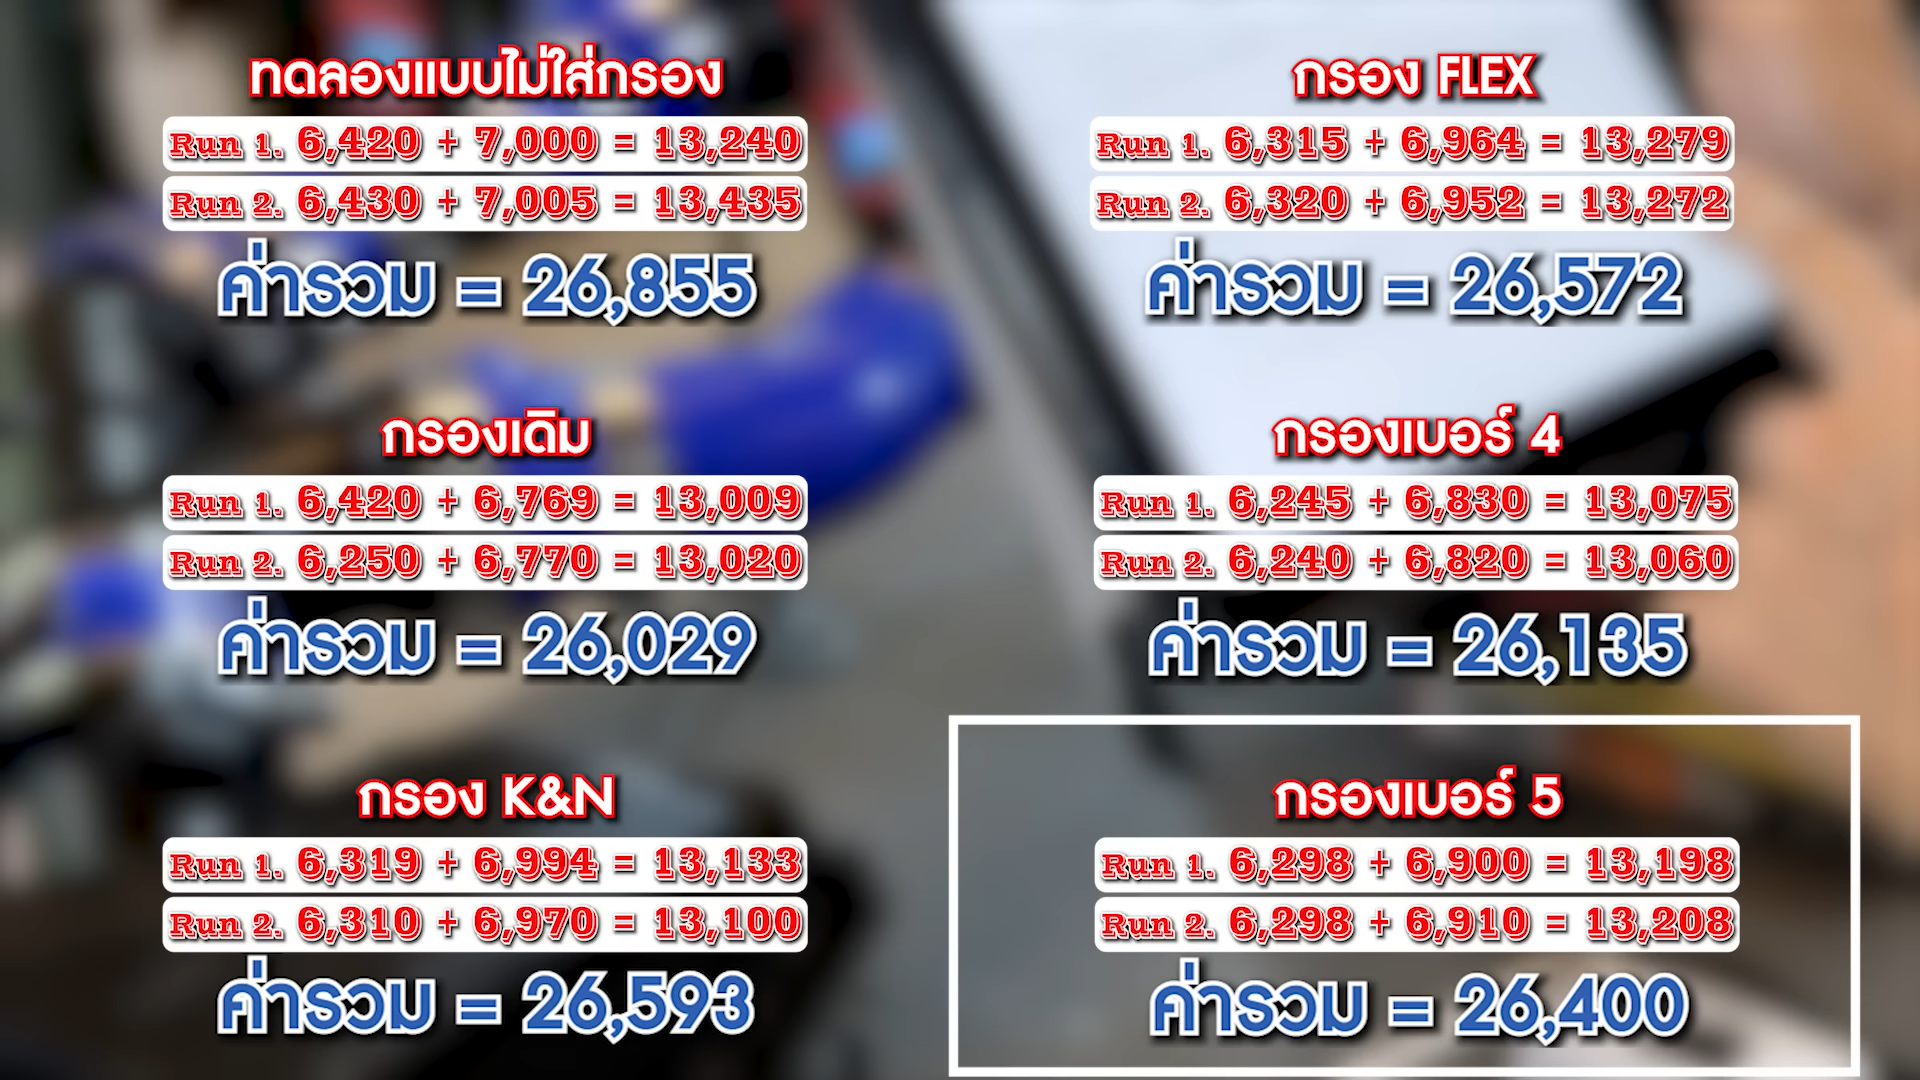 ทดลองแบบไม่ใส่กรอง
Run 1. 6,420 + 7,000 = 13,240
Run 2. 6,430 + 7,005 = 13,435
ค่ารวม = 26,855
กรองเดิม
Run 1. 6,420 + 6,769 = 13,009
Run 2. 6,250 + 6,770 = 13,020
ค่ารวม = 26,029
กรอง K&N
Run 1. 6,319 + 6,994 = 13,133
Run 2. 6,310 + 6,970 = 13,100
ค่ารวม = 26,593
กรอง FLEX
Run 1. 6,315 + 6,964 = 13,279
Run 2. 6,320 + 6,952 = 13,272
ค่ารวม = 26,572
กรองเบอร์ 4
Run 1. 6,245 + 6,830 = 13,075
Run 2. 6,240 + 6,820 = 13,060
ค่ารวม = 26,135
กรองเบอร์ 5
Run 1. 6,298 + 6,900 = 13,198
Run 2. 6,298 + 6,910 = 13,208
ค่ารวม = 26,400